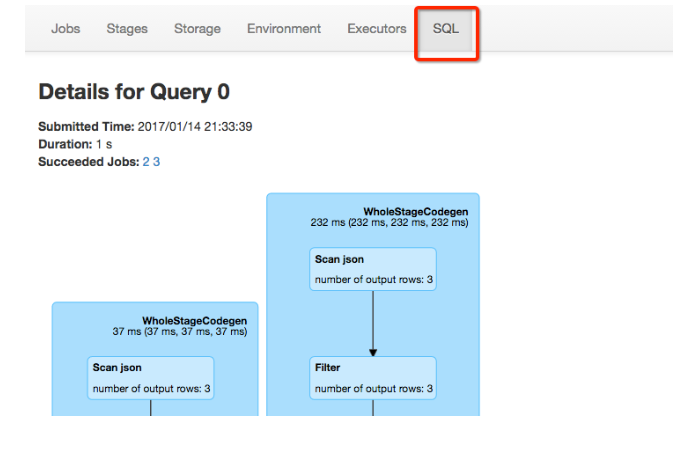 Jobs Stages Storage Environment Executors SQL
Details for Query 0
Submitted Time: 2017/01/14 21:33:39
Duration: 1 s
Succeeded Jobs: 2 3
WholeStageCodegen
232 ms (232 ms, 232 ms, 232 ms)
Scan json
number of output rows: 3
WholeStageCodegen
37 ms (37 ms, 37 ms, 37 ms)
Scan json
number of output rows: 3
Filter
number of output rows: 3